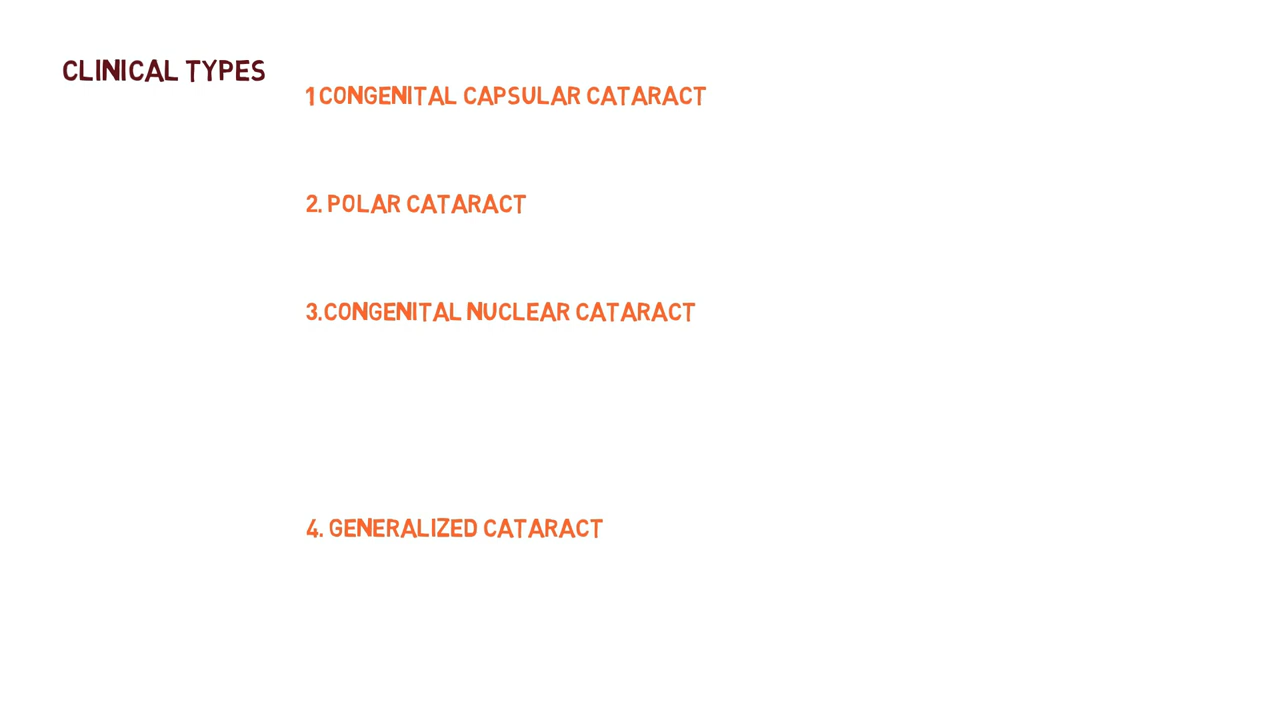 CLINICAL TYPES
1 CONGENITAL CAPSULAR CATARACT
2. POLAR CATARACT
3.CONGENITAL NUCLEAR CATARACT
4. GENERALIZED CATARACT